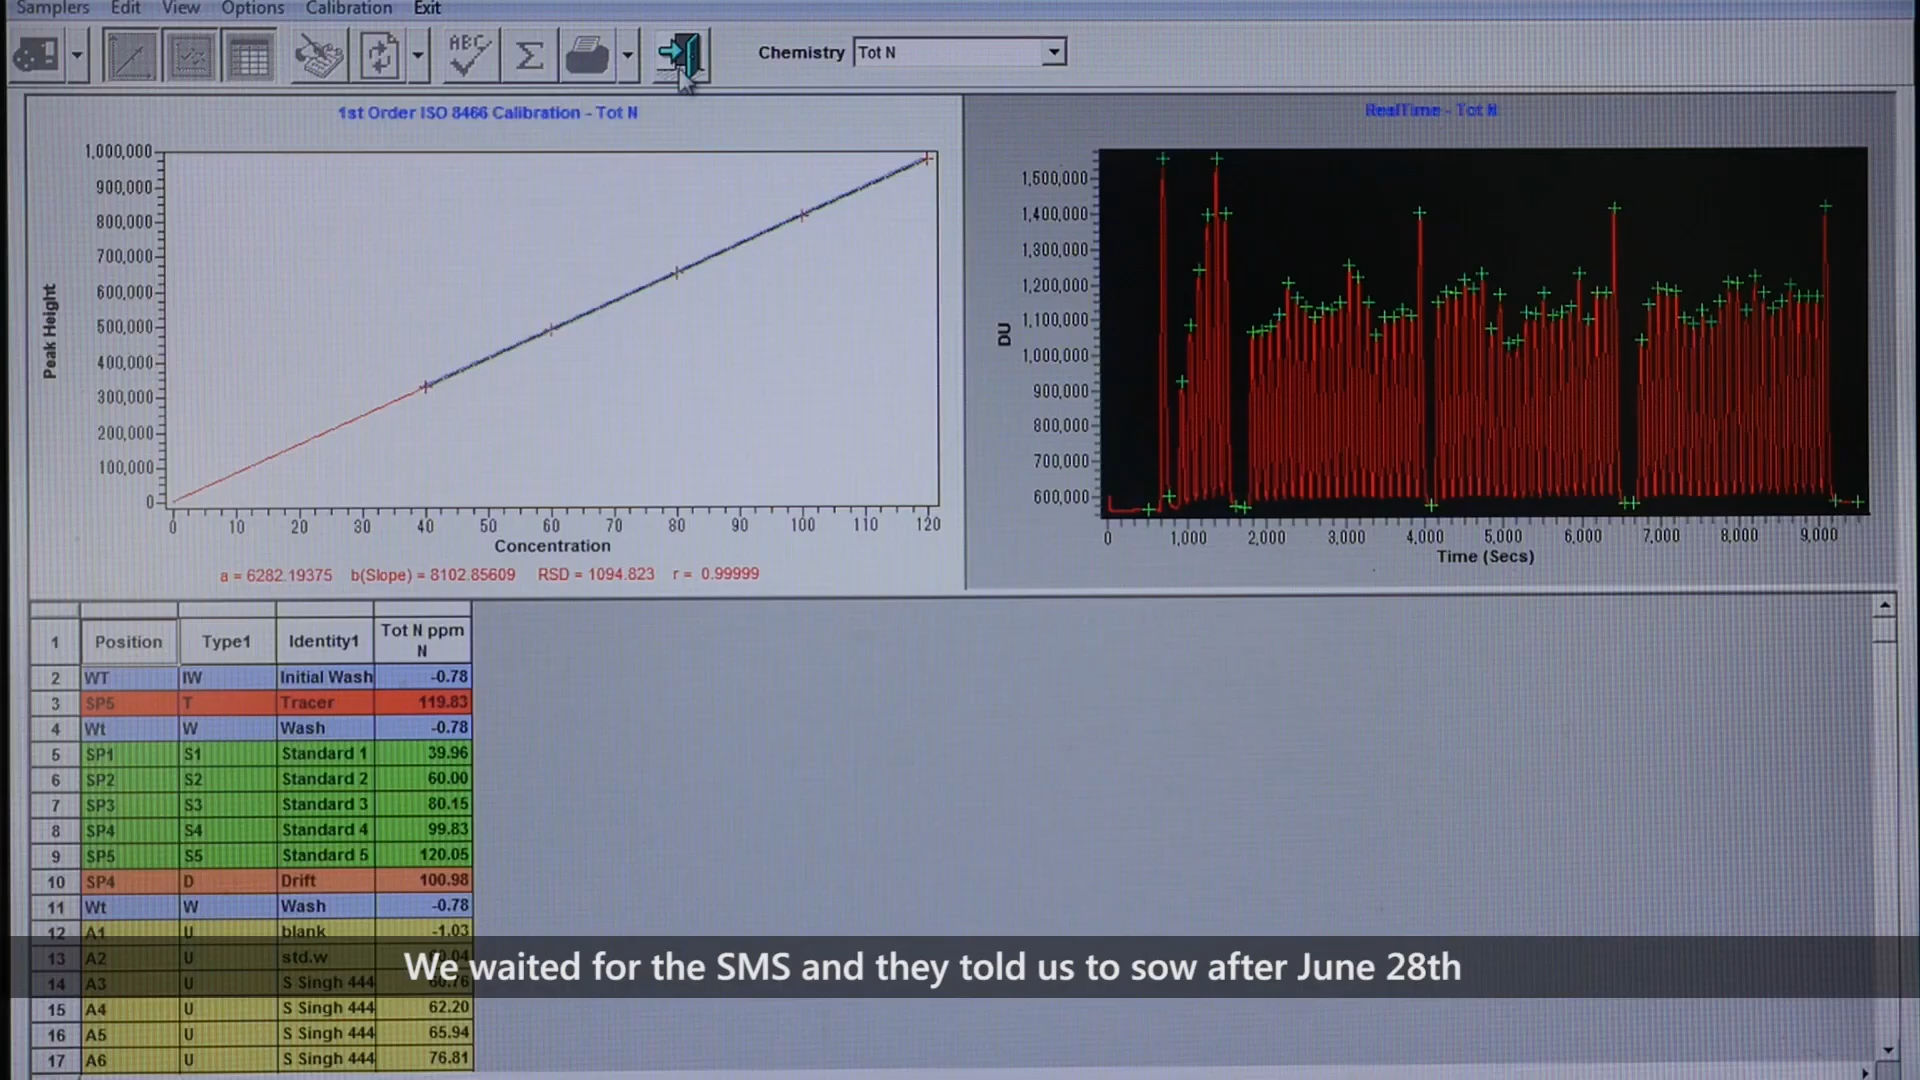 Samplers Edit View Options Calibration Exit
ABC
Σ
Chemistry Tot N
1st Order ISO 8466 Calibration - Tot N
1,000,000
900,000
800,000
700,000
600,000
500,000
400,000
300,000
200,000
100,000
0
Peak Height
0 10 20 30 40 50 60 70 80 90 100 110 120
Concentration
a = 6282.19375 b(Slope) = 8102.85609 RSD = 1094.823 r = 0.99999
RealTime - Tot N
1,500,000
1,400,000
1,300,000
1,200,000
1,100,000
1,000,000
900,000
800,000
700,000
600,000
DU
0 1,000 2,000 3,000 4,000 5,000 6,000 7,000 8,000 9,000
Time (Secs)
1 Position Type1 Identity1 Tot N ppm N
2 WT IW Initial Wash -0.78
3 SP5 T Tracer 119.83
4 Wt W Wash -0.78
5 SP1 S1 Standard 1 39.96
6 SP2 S2 Standard 2 60.00
7 SP3 S3 Standard 3 80.15
8 SP4 S4 Standard 4 99.83
9 SP5 S5 Standard 5 120.05
10 SP4 D Drift 100.98
11 Wt W Wash -0.78
12 A1 U blank -1.03
13 A2 U std.w
14 A3 U S Singh 444
15 A4 U S Singh 444 62.20
16 A5 U S Singh 444 65.94
17 A6 U S Singh 444 76.81
We waited for the SMS and they told us to sow after June 28th